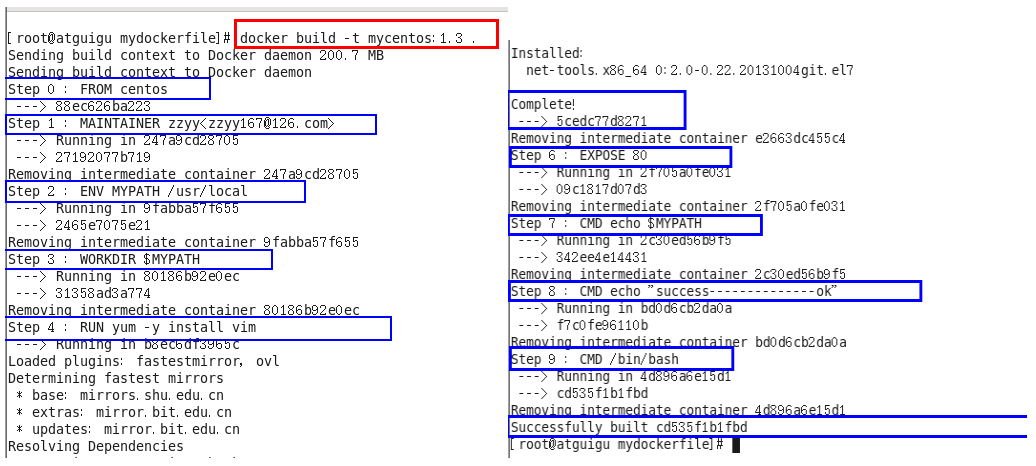 [root@atguigu mydockerfile]# docker build -t mycentos:1.3 .
Sending build context to Docker daemon 200.7 MB
Sending build context to Docker daemon
Step 0 : FROM centos
---> 88ec626ba223
Step 1 : MAINTAINER zzyy<zzyy167@126.com>
---> Running in 247a9cd28705
---> 27192077b719
Removing intermediate container 247a9cd28705
Step 2 : ENV MYPATH /usr/local
---> Running in 9fabba57f655
---> 2465e7075e21
Removing intermediate container 9fabba57f655
Step 3 : WORKDIR $MYPATH
---> Running in 80186b92e0ec
---> 31358ad3a774
Removing intermediate container 80186b92e0ec
Step 4 : RUN yum -y install vim
---> Running in b8ec6df3965c
Loaded plugins: fastestmirror, ovl
Determining fastest mirrors
* base: mirrors.shu.edu.cn
* extras: mirror.bit.edu.cn
* updates: mirror.bit.edu.cn
Resolving Dependencies
Installed:
net-tools.x86_64 0:2.0-0.22.20131004git.el7
Complete!
---> 5cedc77d8271
Removing intermediate container e2663dc455c4
Step 6 : EXPOSE 80
---> Running in 2f705a0fe031
---> 09c1817d07d3
Removing intermediate container 2f705a0fe031
Step 7 : CMD echo $MYPATH
---> Running in 2c30ed56b9f5
---> 342ee4e14431
Removing intermediate container 2c30ed56b9f5
Step 8 : CMD echo "success--------------ok"
---> Running in bd0d6cb2da0a
---> f7c0fe96110b
Removing intermediate container bd0d6cb2da0a
Step 9 : CMD /bin/bash
---> Running in 4d896a6e15d1
---> cd535f1b1fbd
Removing intermediate container 4d896a6e15d1
Successfully built cd535f1b1fbd
[root@atguigu mydockerfile]#